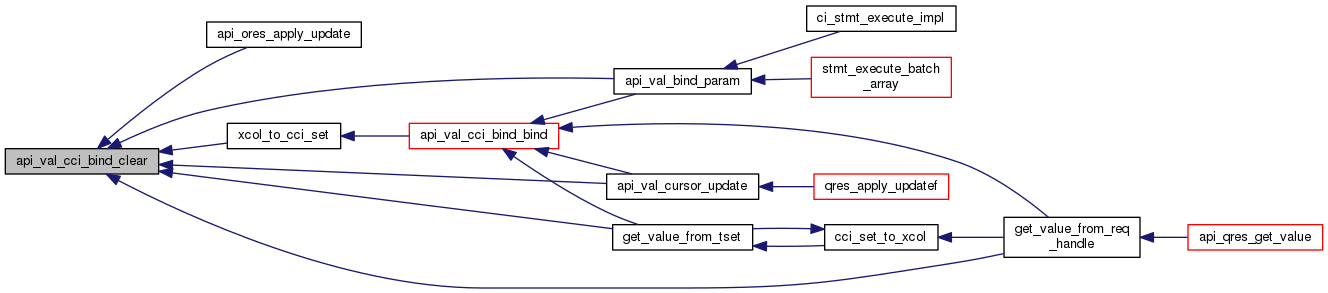 ci_stmt_execute_impl
api_ores_apply_update
stmt_execute_batch
_array
api_val_bind_param
xcol_to_cci_set
api_val_cci_bind_bind
api_val_cci_bind_clear
api_val_cursor_update
qres_apply_updatef
get_value_from_tset
cci_set_to_xcol
get_value_from_req
_handle
api_qres_get_value